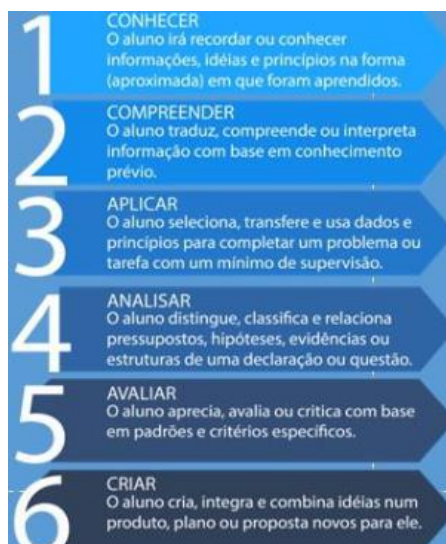 1
CONHECER
O aluno irá recordar ou conhecer
informações, idéias e princípios na forma
(aproximada) em que foram aprendidos.
2
COMPREENDER
O aluno traduz, compreende ou interpreta
informação com base em conhecimento
prévio.
3
APLICAR
O aluno seleciona, transfere e usa dados e
princípios para completar um problema ou
tarefa com um mínimo de supervisão.
4
ANALISAR
O aluno distingue, classifica e relaciona
pressupostos, hipóteses, evidências ou
estruturas de uma declaração ou questão.
5
AVALIAR
O aluno aprecia, avalia ou critica com base
em padrões e critérios específicos.
6
CRIAR
O aluno cria, integra e combina idéias num
produto, plano ou proposta novos para ele.